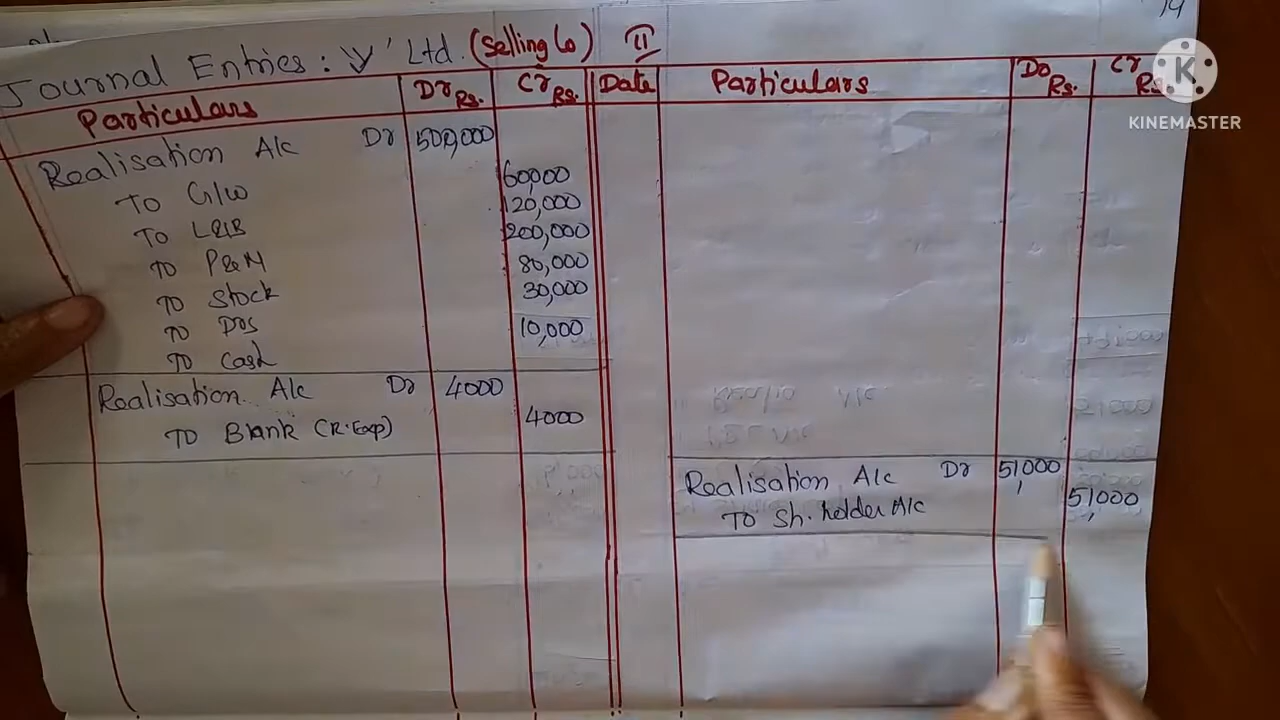 14
Journal Entries: 'Y' Ltd. (Selling Co) II
Particulars Dr Rs. Cr Rs. Date Particulars Dr Rs. Cr Rs.
K
KINEMASTER
Realisation A/c Dr 500,000
To G/w 60,000
To L&B 120,000
To P&M 200,000
To Stock 80,000
To Drs 30,000
To Cash 10,000
Realisation A/c Dr 4000
To Bank (R.Exp) 4000
Realisation A/c Dr 51,000
To Sh. holder A/c 51,000